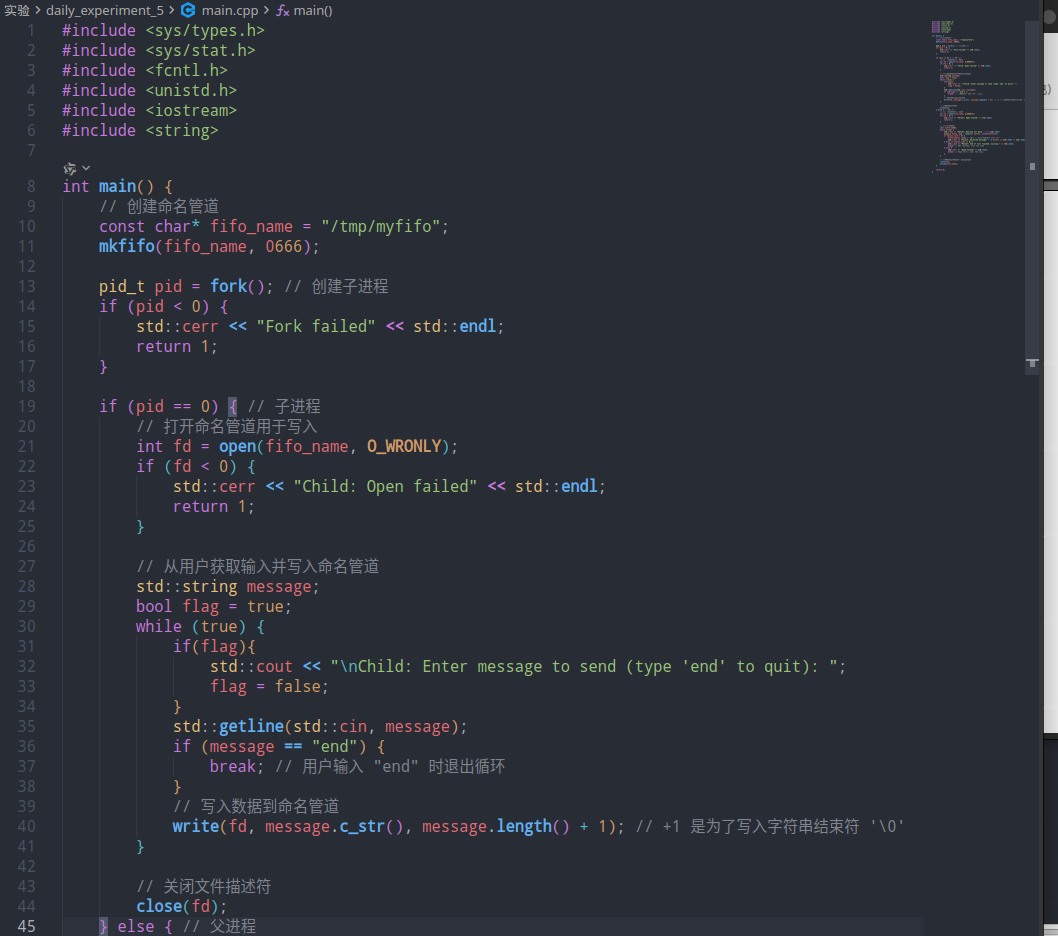 实验 > daily_experiment_5 > main.cpp > main()
1 #include <sys/types.h>
2 #include <sys/stat.h>
3 #include <fcntl.h>
4 #include <unistd.h>
5 #include <iostream>
6 #include <string>
7
8 int main() {
9     // 创建命名管道
10     const char* fifo_name = "/tmp/myfifo";
11     mkfifo(fifo_name, 0666);
12
13     pid_t pid = fork(); // 创建子进程
14     if (pid < 0) {
15         std::cerr << "Fork failed" << std::endl;
16         return 1;
17     }
18
19     if (pid == 0) { // 子进程
20         // 打开命名管道用于写入
21         int fd = open(fifo_name, O_WRONLY);
22         if (fd < 0) {
23             std::cerr << "Child: Open failed" << std::endl;
24             return 1;
25         }
26
27         // 从用户获取输入并写入命名管道
28         std::string message;
29         bool flag = true;
30         while (true) {
31             if(flag){
32                 std::cout << "\nChild: Enter message to send (type 'end' to quit): ";
33                 flag = false;
34             }
35             std::getline(std::cin, message);
36             if (message == "end") {
37                 break; // 用户输入 "end" 时退出循环
38             }
39             // 写入数据到命名管道
40             write(fd, message.c_str(), message.length() + 1); // +1 是为了写入字符串结束符 '\0'
41         }
42
43         // 关闭文件描述符
44         close(fd);
45     } else { // 父进程